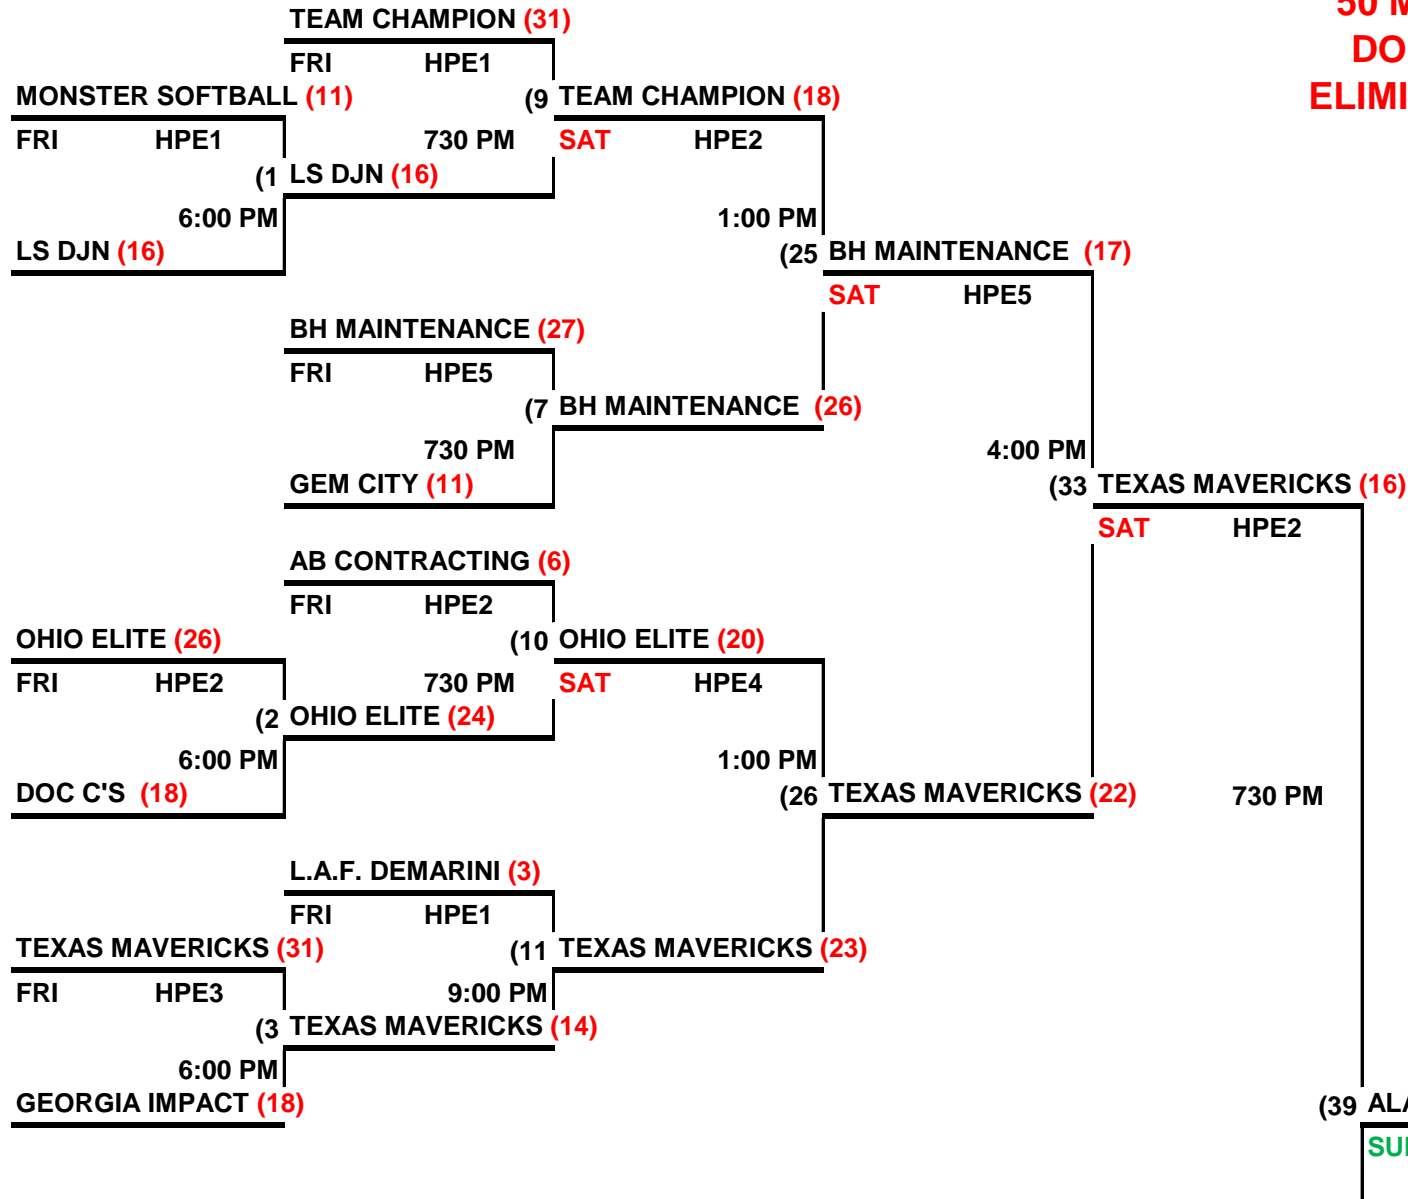 50 M
TEAM CHAMPION (31)
DO
FRI HPE1
MONSTER SOFTBALL (11)
(9 TEAM CHAMPION (18)
ELIMI
FRI HPE1
730 PM SAT HPE2
(1 LS DJN (16)
6:00 PM
1:00 PM
LS DJN (16)
(25 BH MAINTENANCE (17)
SAT HPE5
BH MAINTENANCE (27)
FRI HPE5
(7 BH MAINTENANCE (26)
730 PM
4:00 PM
GEM CITY (11)
(33 TEXAS MAVERICKS (16)
SAT HPE2
AB CONTRACTING (6)
FRI HPE2
OHIO ELITE (26)
(10 OHIO ELITE (20)
FRI HPE2
730 PM SAT HPE4
(2 OHIO ELITE (24)
6:00 PM
1:00 PM
DOC C'S (18)
(26 TEXAS MAVERICKS (22)
730 PM
L.A.F. DEMARINI (3)
FRI HPE1
TEXAS MAVERICKS (31)
(11 TEXAS MAVERICKS (23)
FRI HPE3
9:00 PM
(3 TEXAS MAVERICKS (14)
6:00 PM
GEORGIA IMPACT (18)
(39 ALA
SU